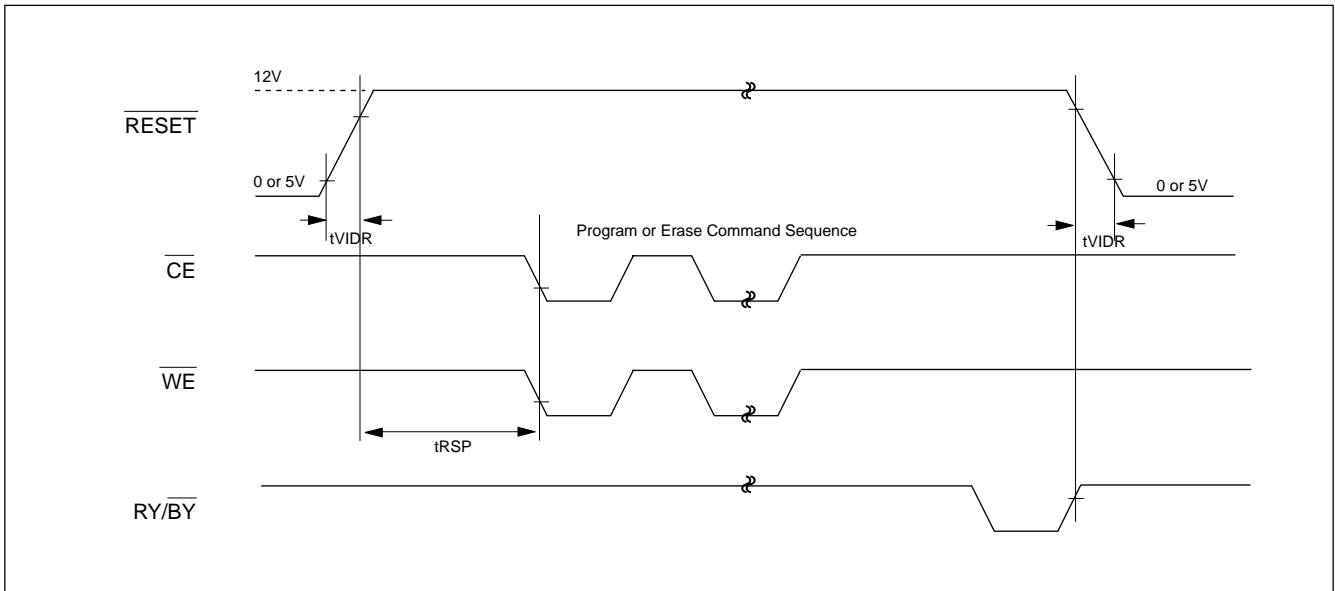 12V
RESET
0 or 5V
0 or 5V
tVIDR
tVIDR
Program or Erase Command Sequence
CE
WE
tRSP
RY/BY